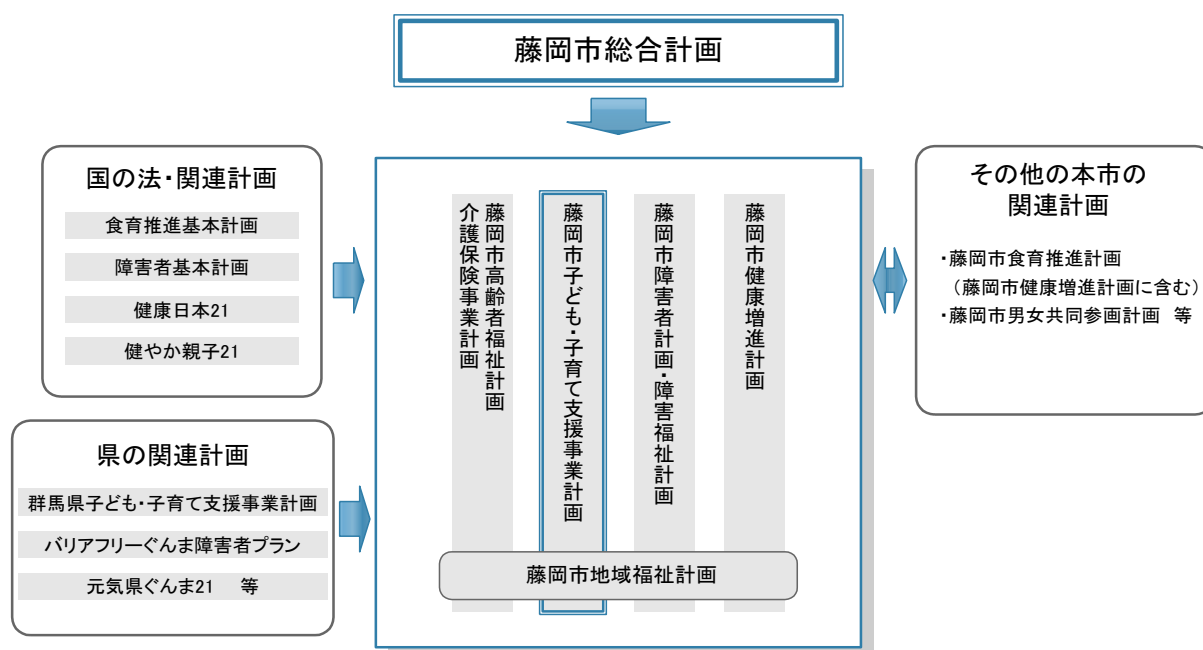 藤岡市総合計画
国の法・関連計画
食育推進基本計画
障害者基本計画
健康日本21
健やか親子21
県の関連計画
群馬県子ども・子育て支援事業計画
バリアフリーぐんま障害者プラン
元気県ぐんま21　等
藤岡市高齢者福祉計画
介護保険事業計画
藤岡市子ども・子育て支援事業計画
藤岡市障害者計画・障害福祉計画
藤岡市健康増進計画
藤岡市地域福祉計画
その他の本市の
関連計画
・藤岡市食育推進計画
（藤岡市健康増進計画に含む）
・藤岡市男女共同参画計画　等